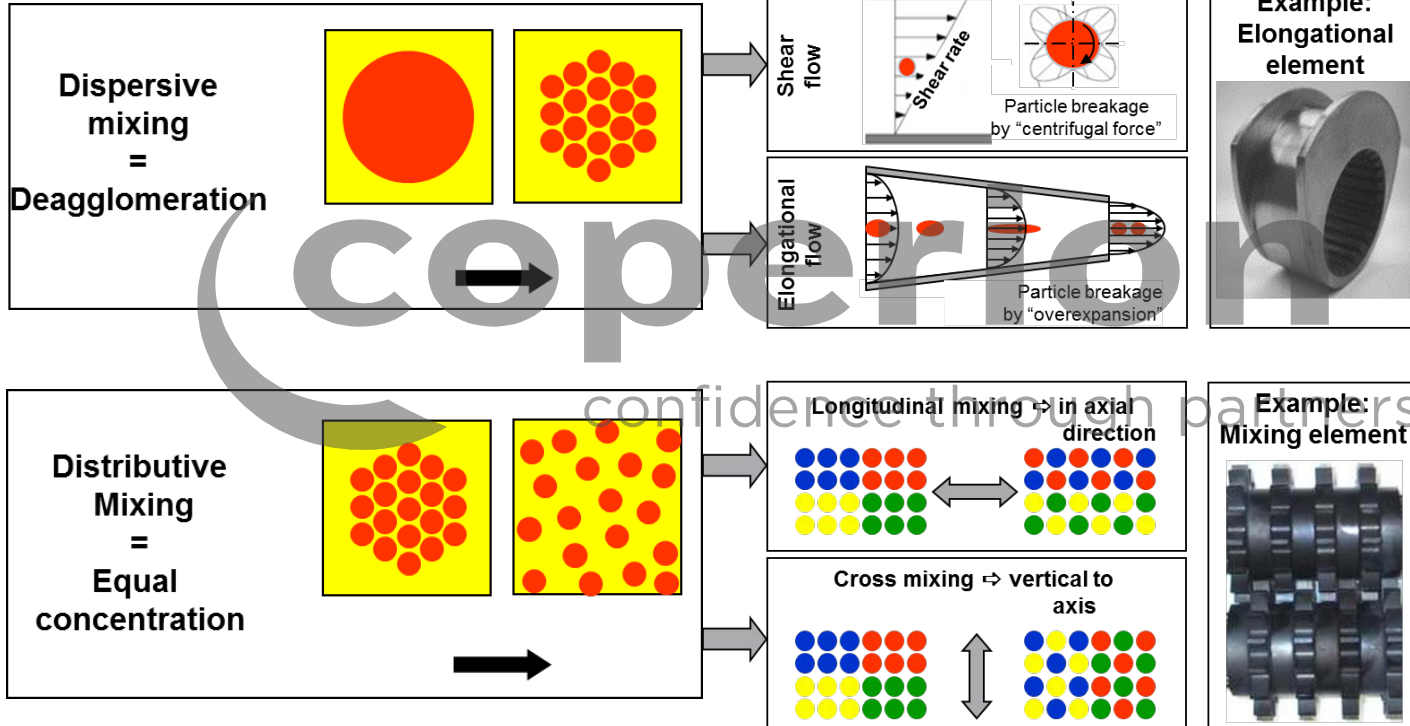 Dispersive
mixing
=
Deagglomeration
Shear
flow
Shear rate
Particle breakage
by “centrifugal force”
Elongational
flow
Particle breakage
by “overexpansion”
Example:
Elongational
element
coperion
confidence through partners
Distributive
Mixing
=
Equal
concentration
Longitudinal mixing ⇨ in axial
direction
Cross mixing ⇨ vertical to
axis
Example:
Mixing element